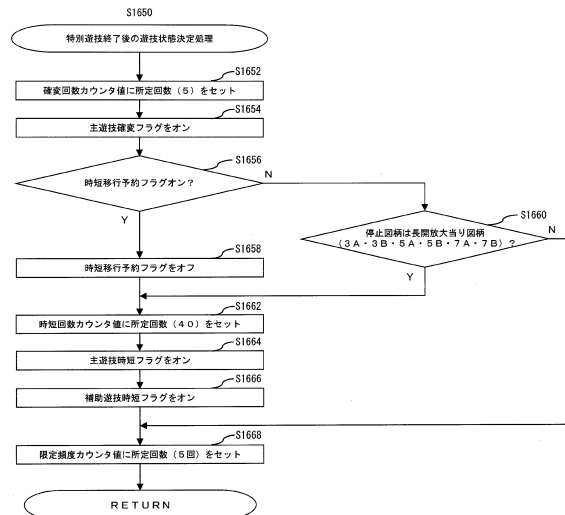 S1650
特別遊技終了後の遊技状態決定処理
S1652
確変回数カウンタ値に所定回数(5)をセット
S1654
主遊技確変フラグをオン
S1656
時短移行予約フラグオン?
N
Y
S1660
停止図柄は長開放大当り図柄
(3A・3B・5A・5B・7A・7B)?
N
Y
S1658
時短移行予約フラグをオフ
S1662
時短回数カウンタ値に所定回数(40)をセット
S1664
主遊技時短フラグをオン
S1666
補助遊技時短フラグをオン
S1668
限定頻度カウンタ値に所定回数(5回)をセット
RETURN